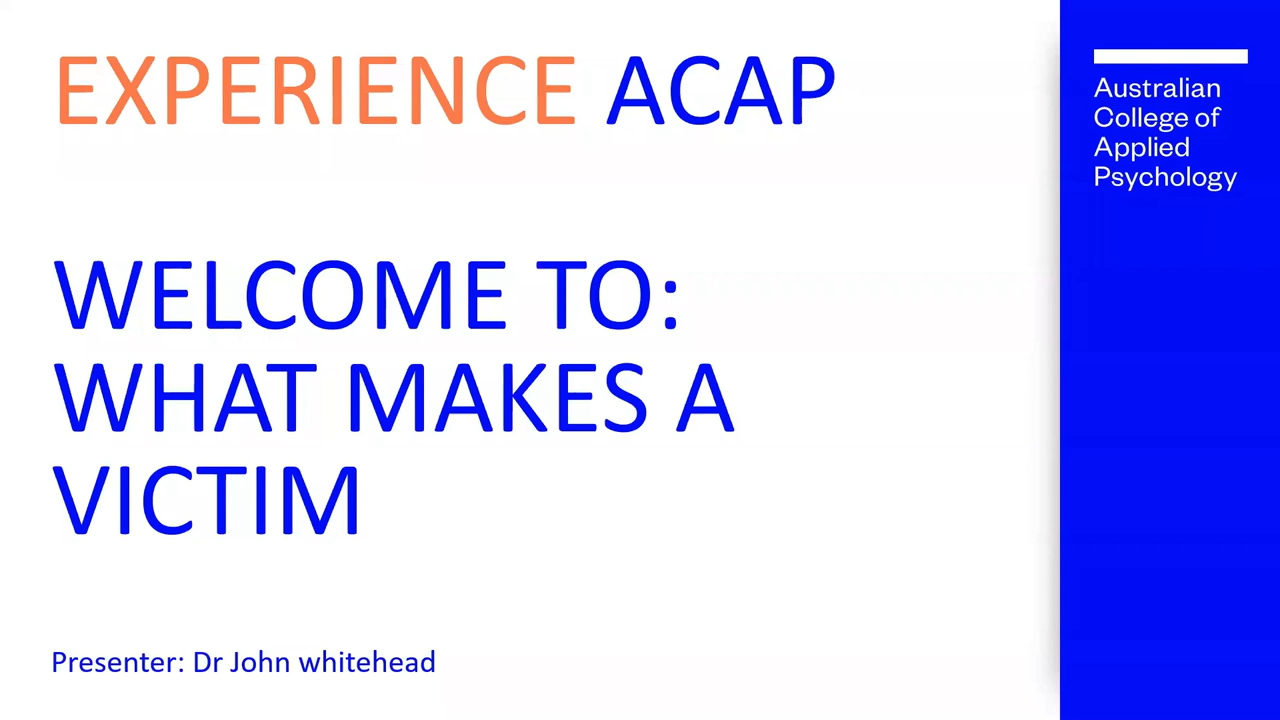 EXPERIENCE ACAP
WELCOME TO:
WHAT MAKES A
VICTIM
Presenter: Dr John whitehead
Australian
College of
Applied
Psychology